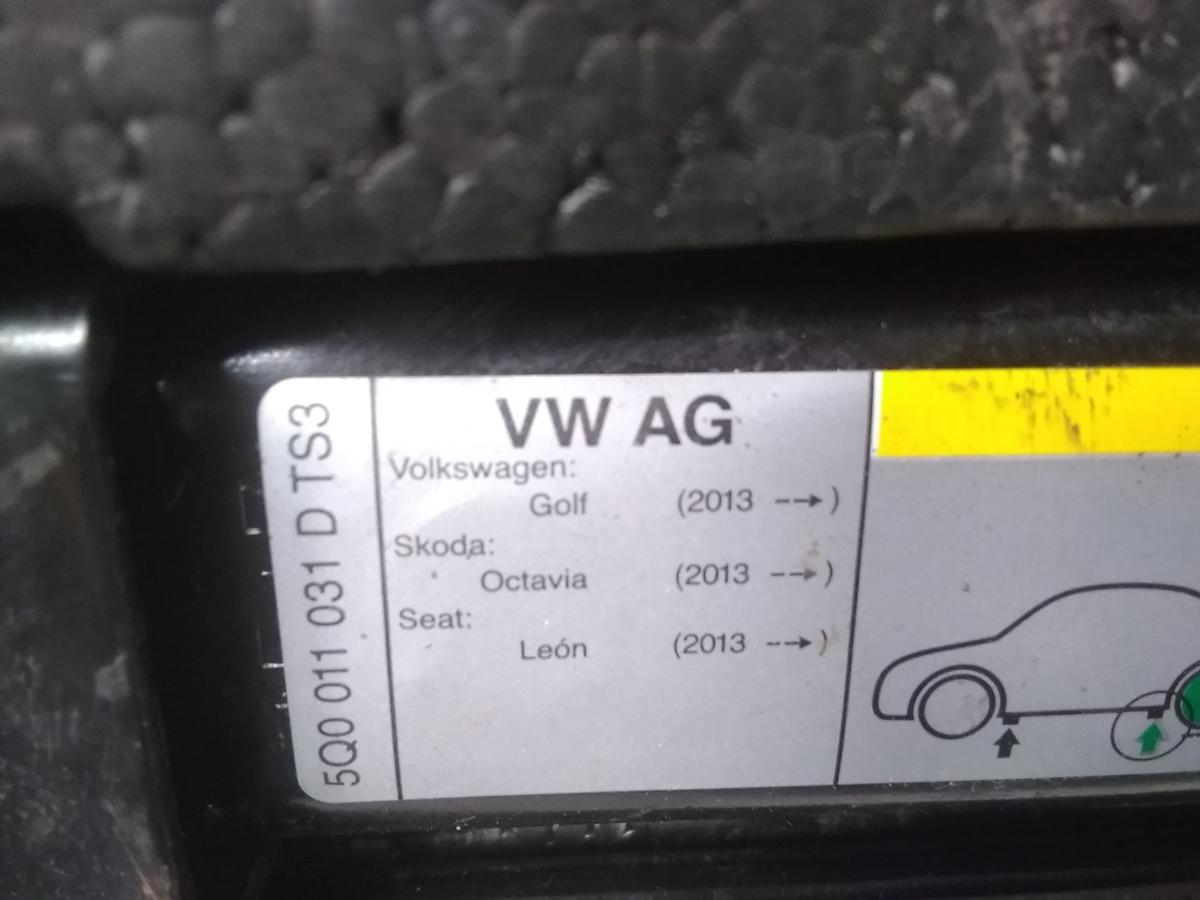 5Q0 011 031 D TS3
VW AG
Volkswagen:
Golf (2013 --→)
Skoda:
Octavia (2013 --→)
Seat:
León (2013 --→)